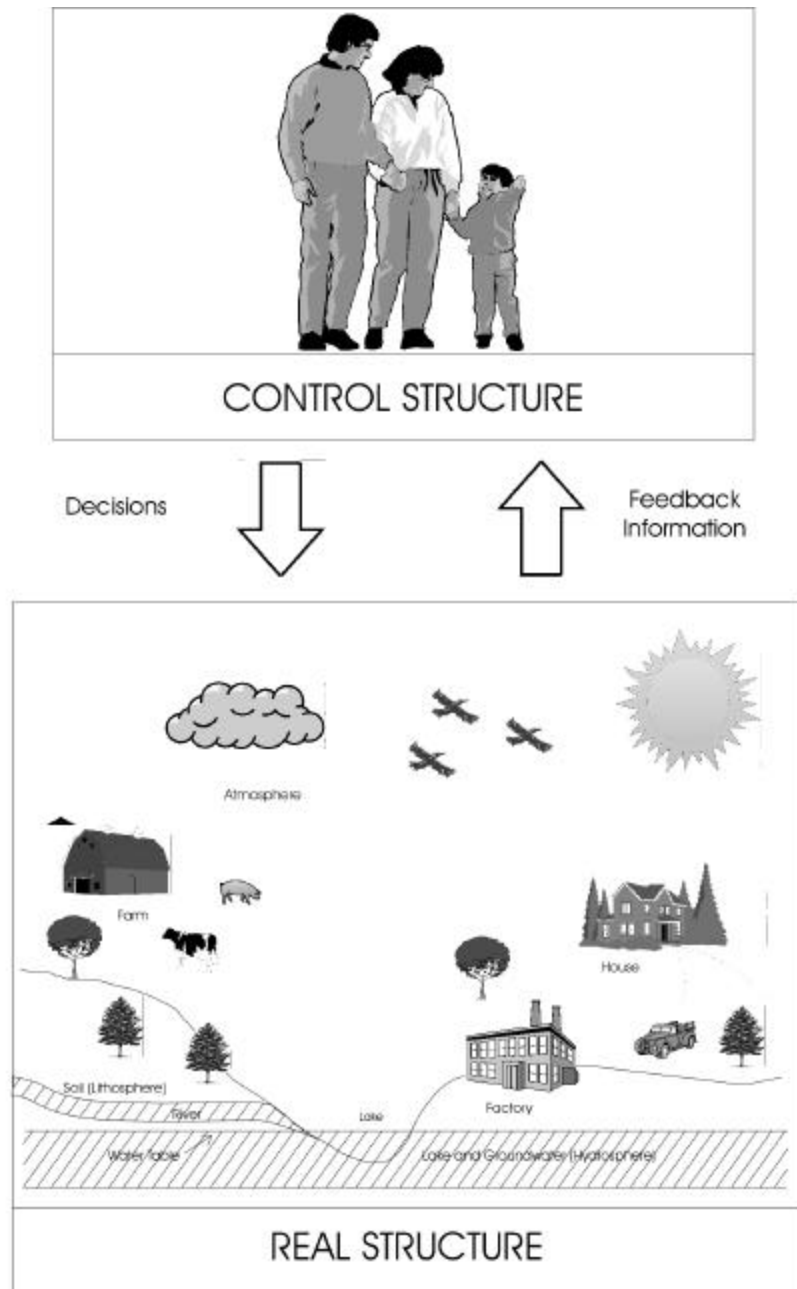 CONTROL STRUCTURE
Decisions
Feedback
Information
Atmosphere
Farm
House
Soil (Lithosphere)
Factory
Lake
Water Table
Lake and Groundwater (Hydrosphere)
REAL STRUCTURE